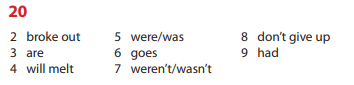 20
2 broke out
3 are
4 will melt
5 were/was
6 goes
7 weren't/wasn't
8 don't give up
9 had